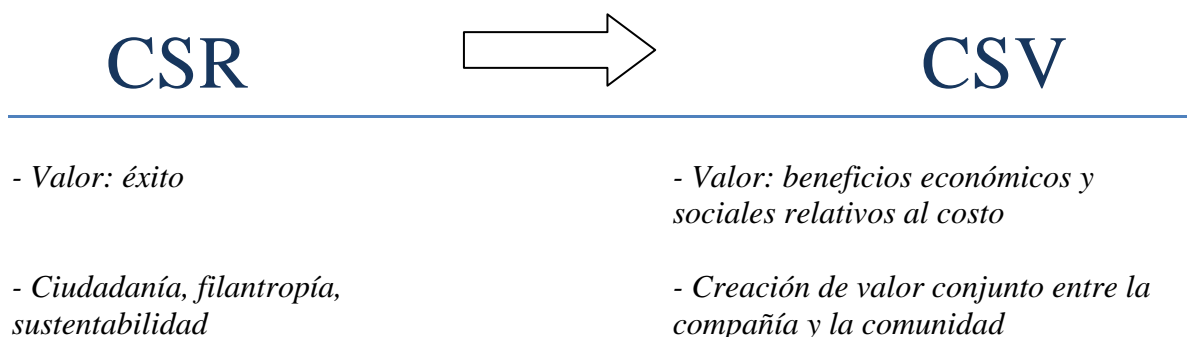 CSR
CSV
- Valor: éxito
- Valor: beneficios económicos y
sociales relativos al costo
- Ciudadanía, filantropía,
sustentabilidad
- Creación de valor conjunto entre la
compañía y la comunidad